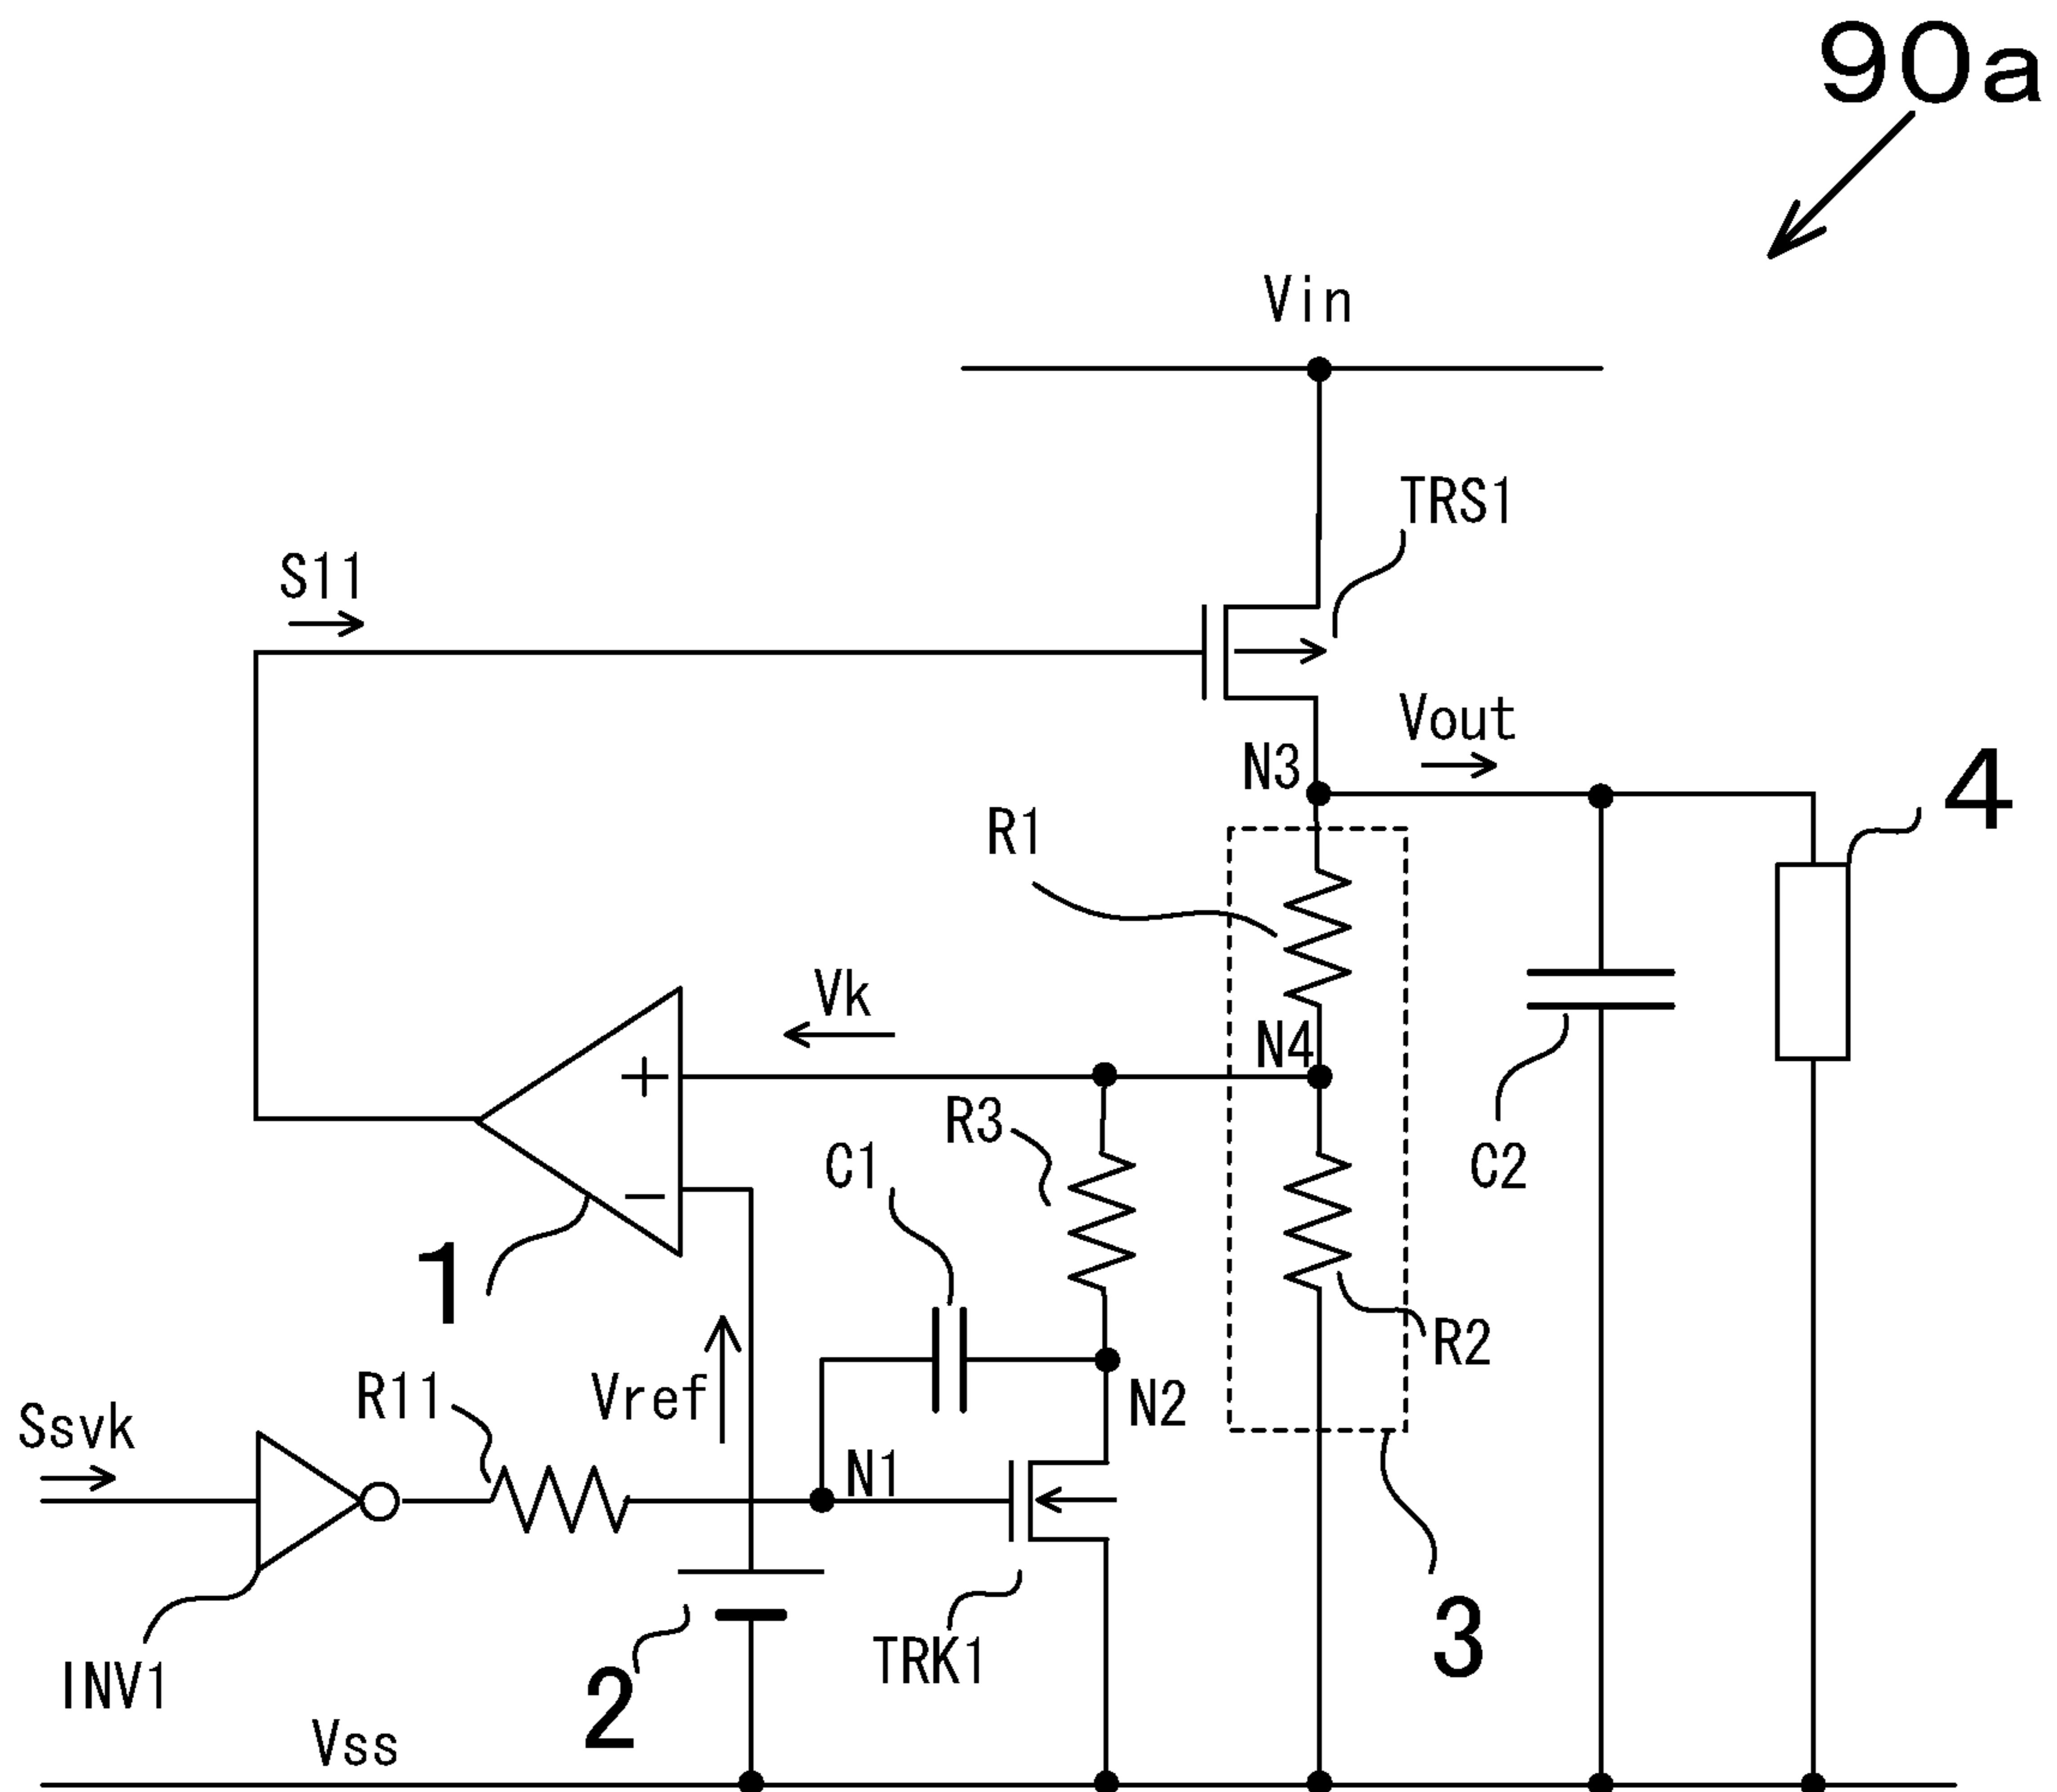 90a
Vin
TRS1
S11
Vout
N3
4
R1
Vk
N4
+
R3
C1
C2
−
1
R2
R11
Vref
N2
Ssvk
N1
3
TRK1
INV1
2
Vss